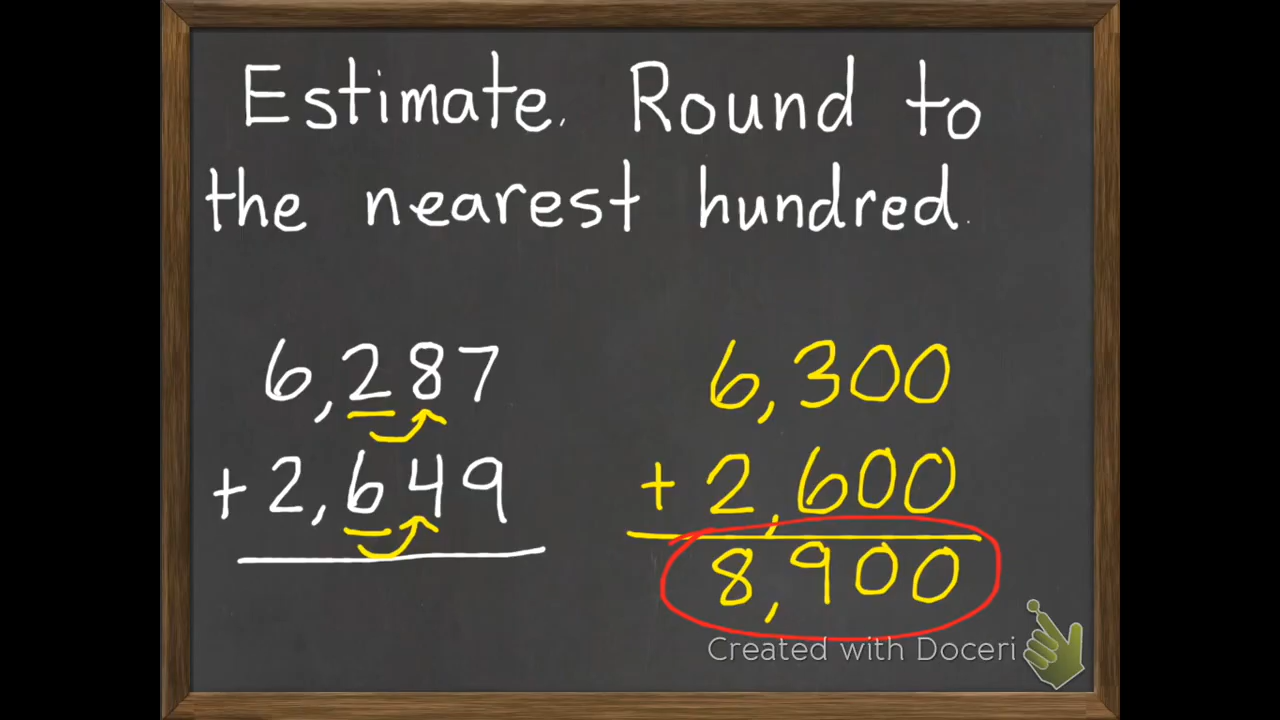 Estimate. Round to
the nearest hundred.
6,287
+2,649
6,300
+2,600
8,900
Created with Doceri